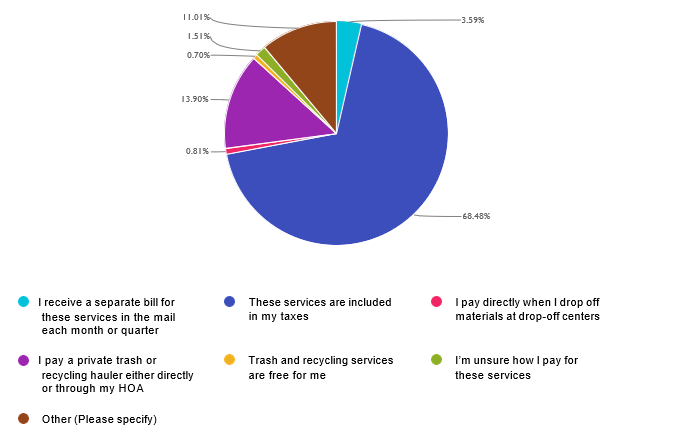 11.01%
3.59%
1.51%
0.70%
13.90%
0.81%
68.48%
I receive a separate bill for
these services in the mail
each month or quarter
These services are included
in my taxes
I pay directly when I drop off
materials at drop-off centers
I pay a private trash or
recycling hauler either directly
or through my HOA
Trash and recycling services
are free for me
I'm unsure how I pay for
these services
Other (Please specify)